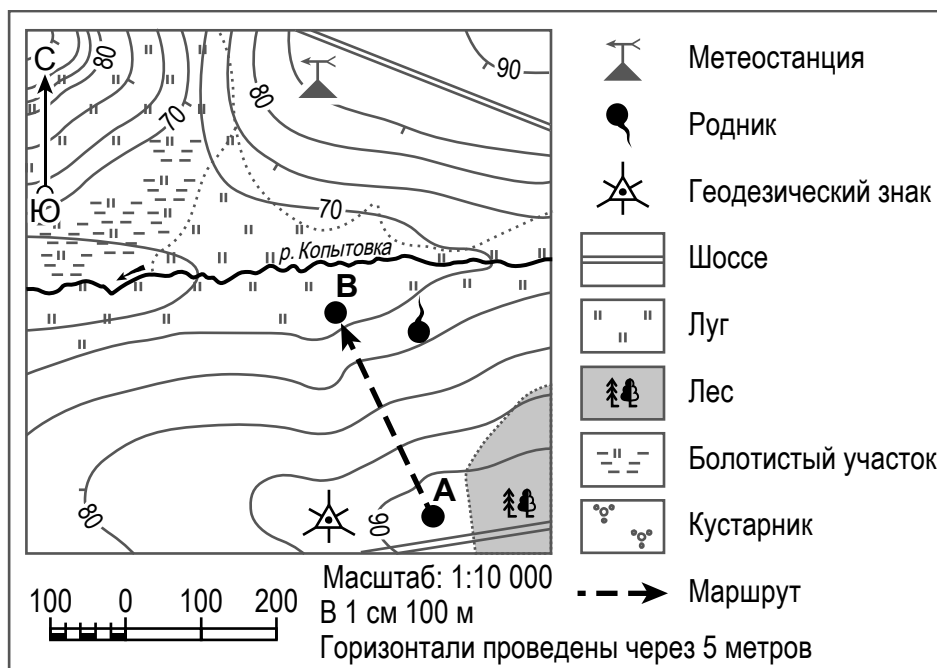 С
Ю
80
70
80
90
70
р. Копытовка
В
А
80
90
Метеостанция
Родник
Геодезический знак
Шоссе
Луг
Лес
Болотистый участок
Кустарник
Маршрут
100 0 100 200
Масштаб: 1:10 000
В 1 см 100 м
Горизонтали проведены через 5 метров